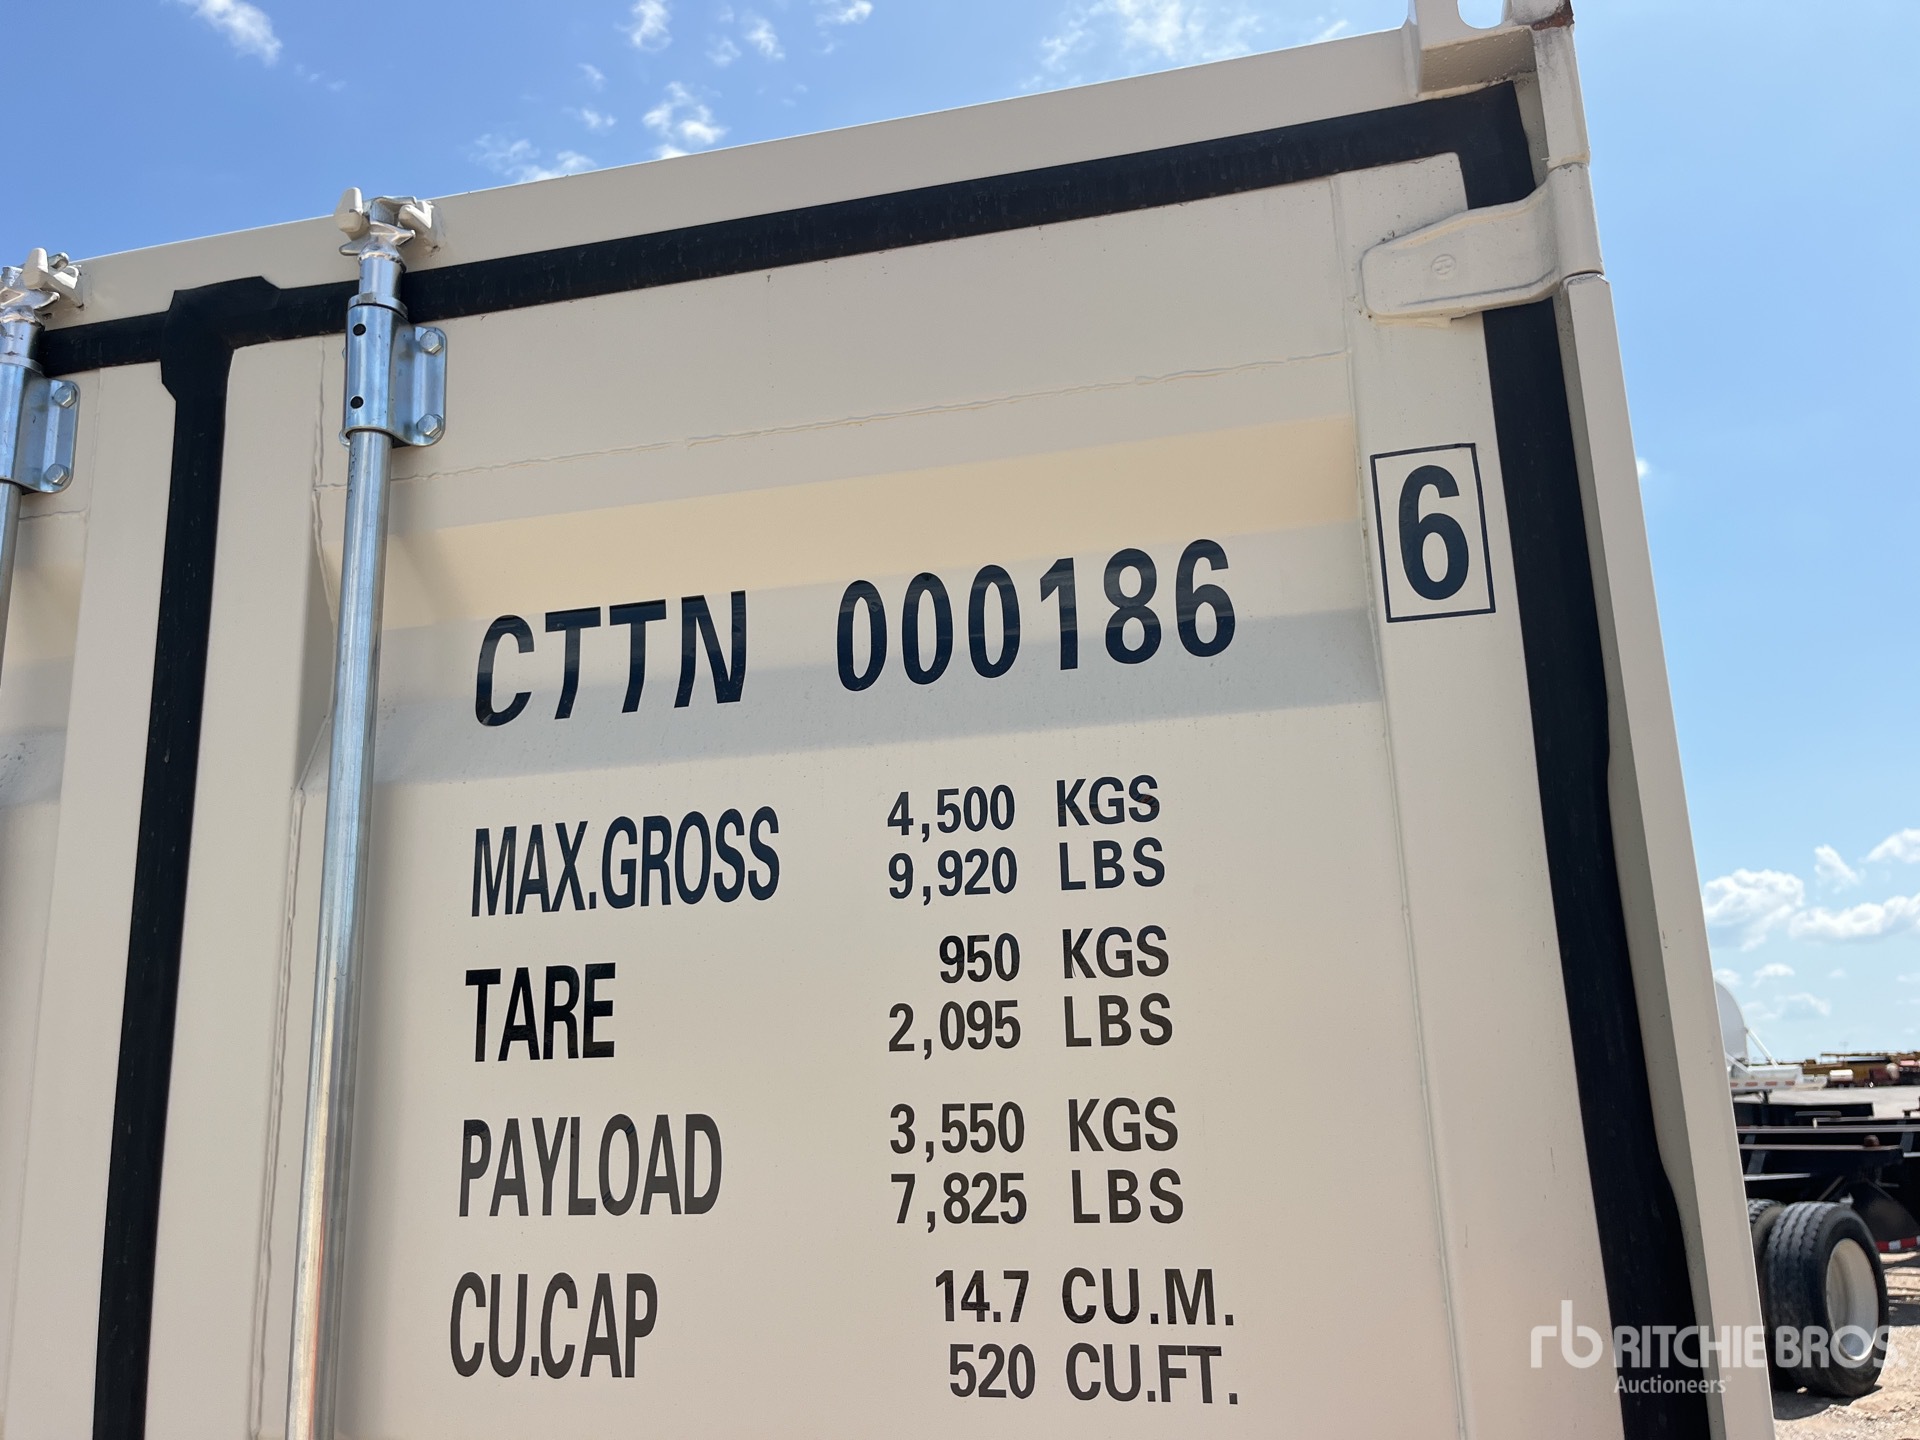 CTTN 000186 6
MAX.GROSS 4,500 KGS
9,920 LBS
TARE 950 KGS
2,095 LBS
PAYLOAD 3,550 KGS
7,825 LBS
CU.CAP 14.7 CU.M.
520 CU.FT.
rb RITCHIE BROS.
Auctioneers